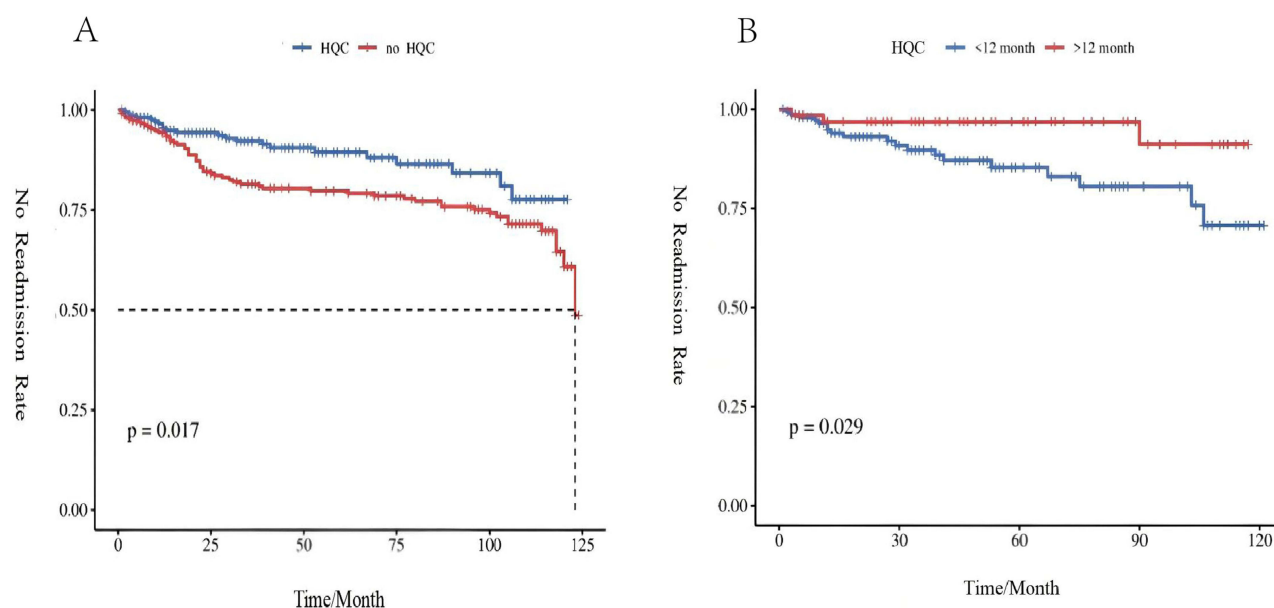 A
HQC no HQC
No Readmission Rate
1.00
0.75
0.50
0.25
0.00
p = 0.017
0 25 50 75 100 125
Time/Month
B
HQC <12 month >12 month
No Readmission Rate
1.00
0.75
0.50
0.25
0.00
p = 0.029
0 30 60 90 120
Time/Month